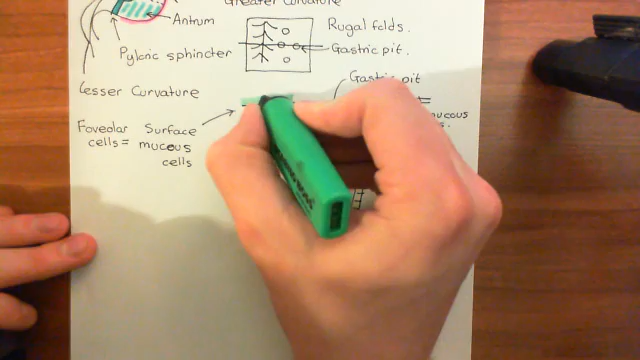 Greater Curvature
Antrum
Rugal folds.
Pyloric sphincter
Gastric pit.
Lesser Curvature
Gastric pit
=
Foveolar Surface
cells = mucous
cells
mucous